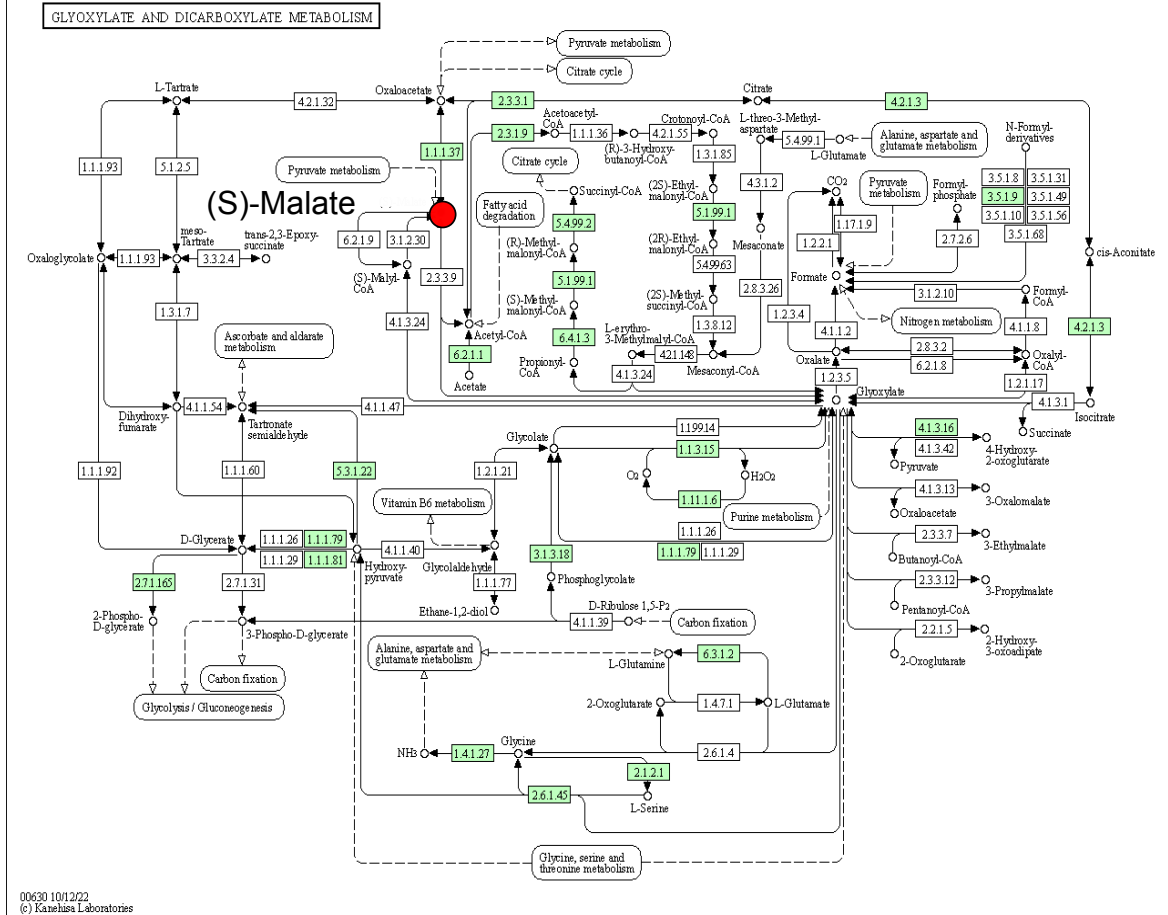 GLYOXYLATE AND DICARBOXYLATE METABOLISM
Pyruvate metabolism
Citrate cycle
L-Tartrate
4.2.1.32
Oxaloacetate
2.3.3.1
Citrate
4.2.1.3
2.3.1.9
Acetoacetyl-
CoA
1.1.1.36
(R)-3-Hydroxy-
butanoyl-CoA
4.2.1.55
Crotonoyl-CoA
L-threo-3-Methyl-
aspartate
5.4.99.1
L-Glutamate
Alanine, aspartate and
glutamate metabolism
N-Formyl-
derivatives
1.1.1.93
5.1.2.5
1.1.1.37
Pyruvate metabolism
Citrate cycle
1.3.1.85
4.3.1.2
CO2
Pyruvate
metabolism
Formyl
phosphate
3.5.1.8
3.5.1.31
3.5.1.9
3.5.1.49
3.5.1.10
3.5.1.56
3.5.1.68
(S)-Malate
Fatty acid
degradation
Succinyl-CoA
5.4.99.2
(2S)-Ethyl-
malonyl-CoA
5.1.99.1
Mesaconate
1.17.1.9
1.2.2.1
2.7.2.6
6.2.1.9
3.1.2.30
(R)-Methyl-
malonyl-CoA
(2R)-Ethyl-
malonyl-CoA
meso-
Tartrate
trans-2,3-Epoxy-
succinate
Oxaloglycolate
1.1.1.93
3.3.2.4
(S)-Malyl-
CoA
2.3.3.9
5.1.99.1
5.4.99.63
2.8.3.26
Formate
cis-Aconitate
(S)-Methyl-
malonyl-CoA
(2S)-Methyl-
succinyl-CoA
3.1.2.10
Formyl-
CoA
1.3.1.7
4.1.3.24
Acetyl-CoA
6.4.1.3
L-erythro-
3-Methylmalyl-CoA
1.3.8.12
1.2.3.4
Nitrogen metabolism
4.1.1.2
4.1.1.8
4.2.1.3
Ascorbate and aldarate
metabolism
6.2.1.1
Propionyl-
CoA
4.2.1.148
Mesaconyl-CoA
4.1.3.24
Oxalate
2.8.3.2
6.2.1.8
Oxalyl-
CoA
Acetate
1.2.3.5
1.2.1.17
Dihydroxy-
fumarate
4.1.1.54
Tartronate
semialdehyde
4.1.1.47
Glyoxylate
4.1.3.1
Isocitrate
Succinate
1.1.99.14
Glycolate
1.1.3.15
4.1.3.16
4.1.3.42
4-Hydroxy-
2-oxoglutarate
Pyruvate
1.1.1.92
1.1.1.60
5.3.1.22
1.2.1.21
O2
H2O2
1.11.1.6
4.1.3.13
3-Oxalomalate
Oxaloacetate
Vitamin B6 metabolism
Purine metabolism
D-Glycerate
1.1.1.26
1.1.1.79
1.1.1.29
1.1.1.81
Hydroxy-
pyruvate
4.1.1.40
Glycolaldehyde
3.1.3.18
1.1.1.26
1.1.1.79
1.1.1.29
2.3.3.7
3-Ethylmalate
Butanoyl-CoA
2.7.1.165
2.7.1.31
1.1.1.77
Phosphoglycolate
2.3.3.12
3-Propylmalate
Pentanoyl-CoA
2-Phospho-
D-glycerate
3-Phospho-D-glycerate
Ethane-1,2-diol
4.1.1.39
D-Ribulose 1,5-P2
Carbon fixation
2.2.1.5
2-Hydroxy-
3-oxoadipate
2-Oxoglutarate
Carbon fixation
Glycolysis / Gluconeogenesis
Alanine, aspartate and
glutamate metabolism
L-Glutamine
6.3.1.2
2-Oxoglutarate
1.4.7.1
L-Glutamate
NH3
1.4.1.27
Glycine
2.6.1.4
2.1.2.1
2.6.1.45
L-Serine
Glycine, serine and
threonine metabolism
00630 10/12/22
(c) Kanehisa Laboratories